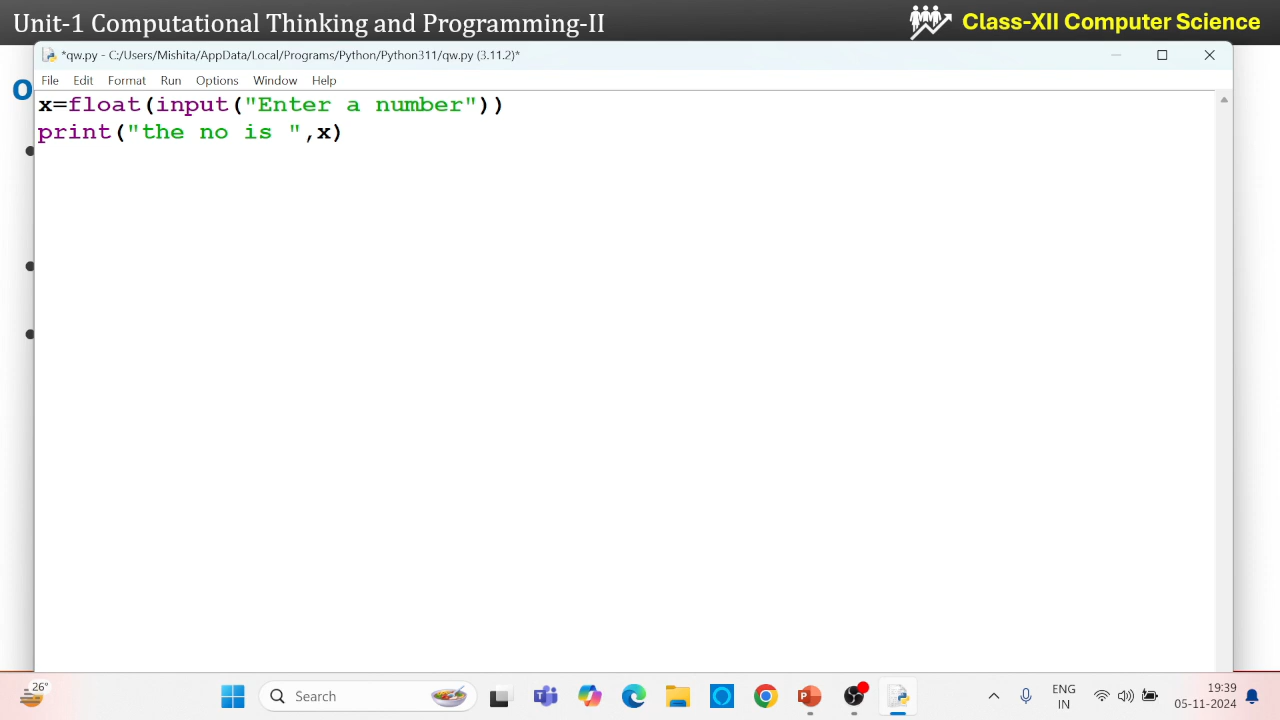 Unit-1 Computational Thinking and Programming-II
Class-XII Computer Science
*qw.py - C:/Users/Mishita/AppData/Local/Programs/Python/Python311/qw.py (3.11.2)*
File Edit Format Run Options Window Help
O
x=float(input("Enter a number"))
print("the no is ",x)
26°
Search
ENG
IN
19:39
05-11-2024